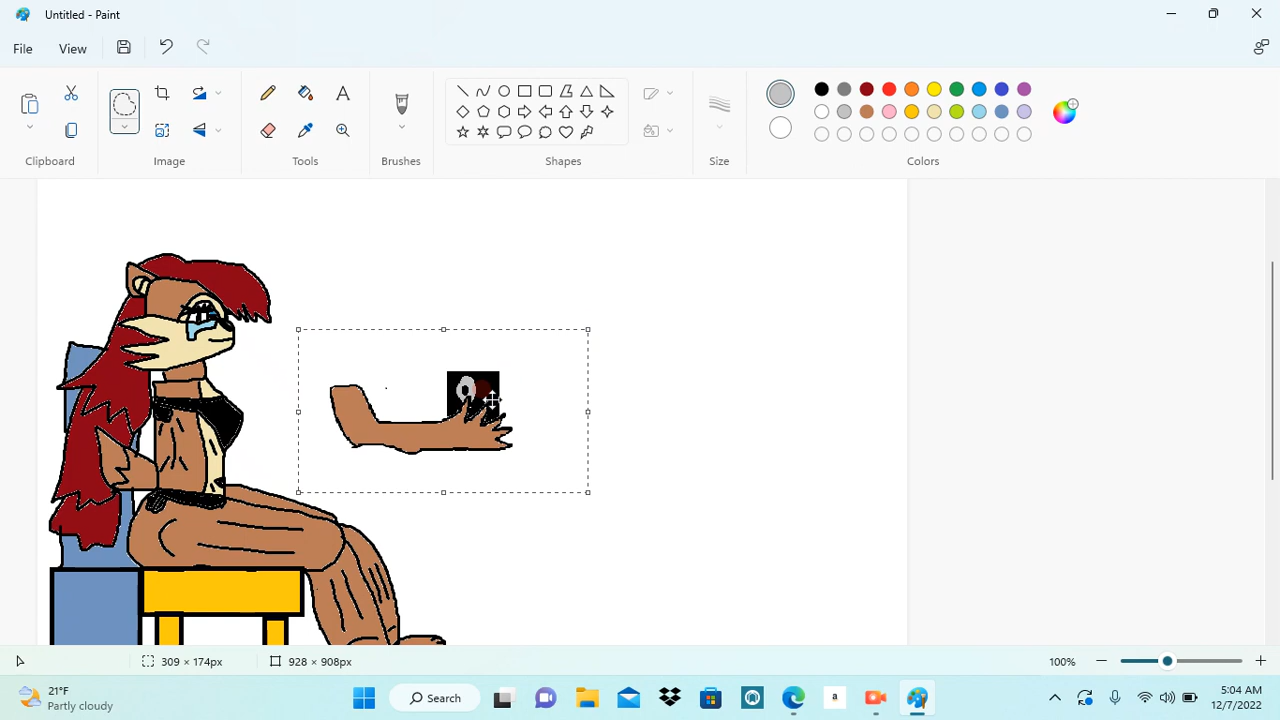 Untitled - Paint
File View
Clipboard Image Tools Brushes Shapes Size Colors
A
309 × 174px 928 × 908px 100%
21°F
Partly cloudy
Search
a
5:04 AM
12/7/2022